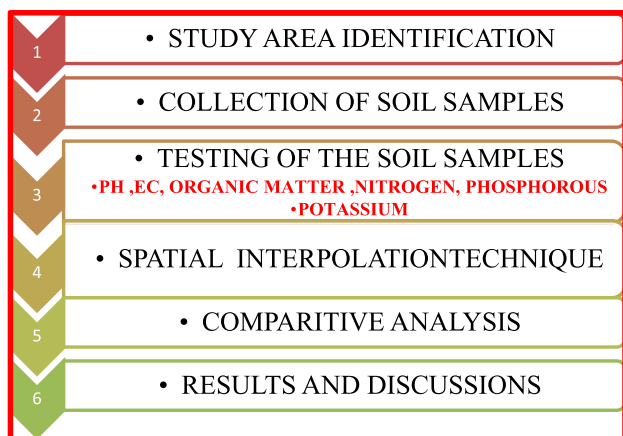 1
• STUDY AREA IDENTIFICATION
2
• COLLECTION OF SOIL SAMPLES
3
• TESTING OF THE SOIL SAMPLES
•PH ,EC, ORGANIC MATTER ,NITROGEN, PHOSPHOROUS
•POTASSIUM
4
• SPATIAL INTERPOLATIONTECHNIQUE
5
• COMPARITIVE ANALYSIS
6
• RESULTS AND DISCUSSIONS